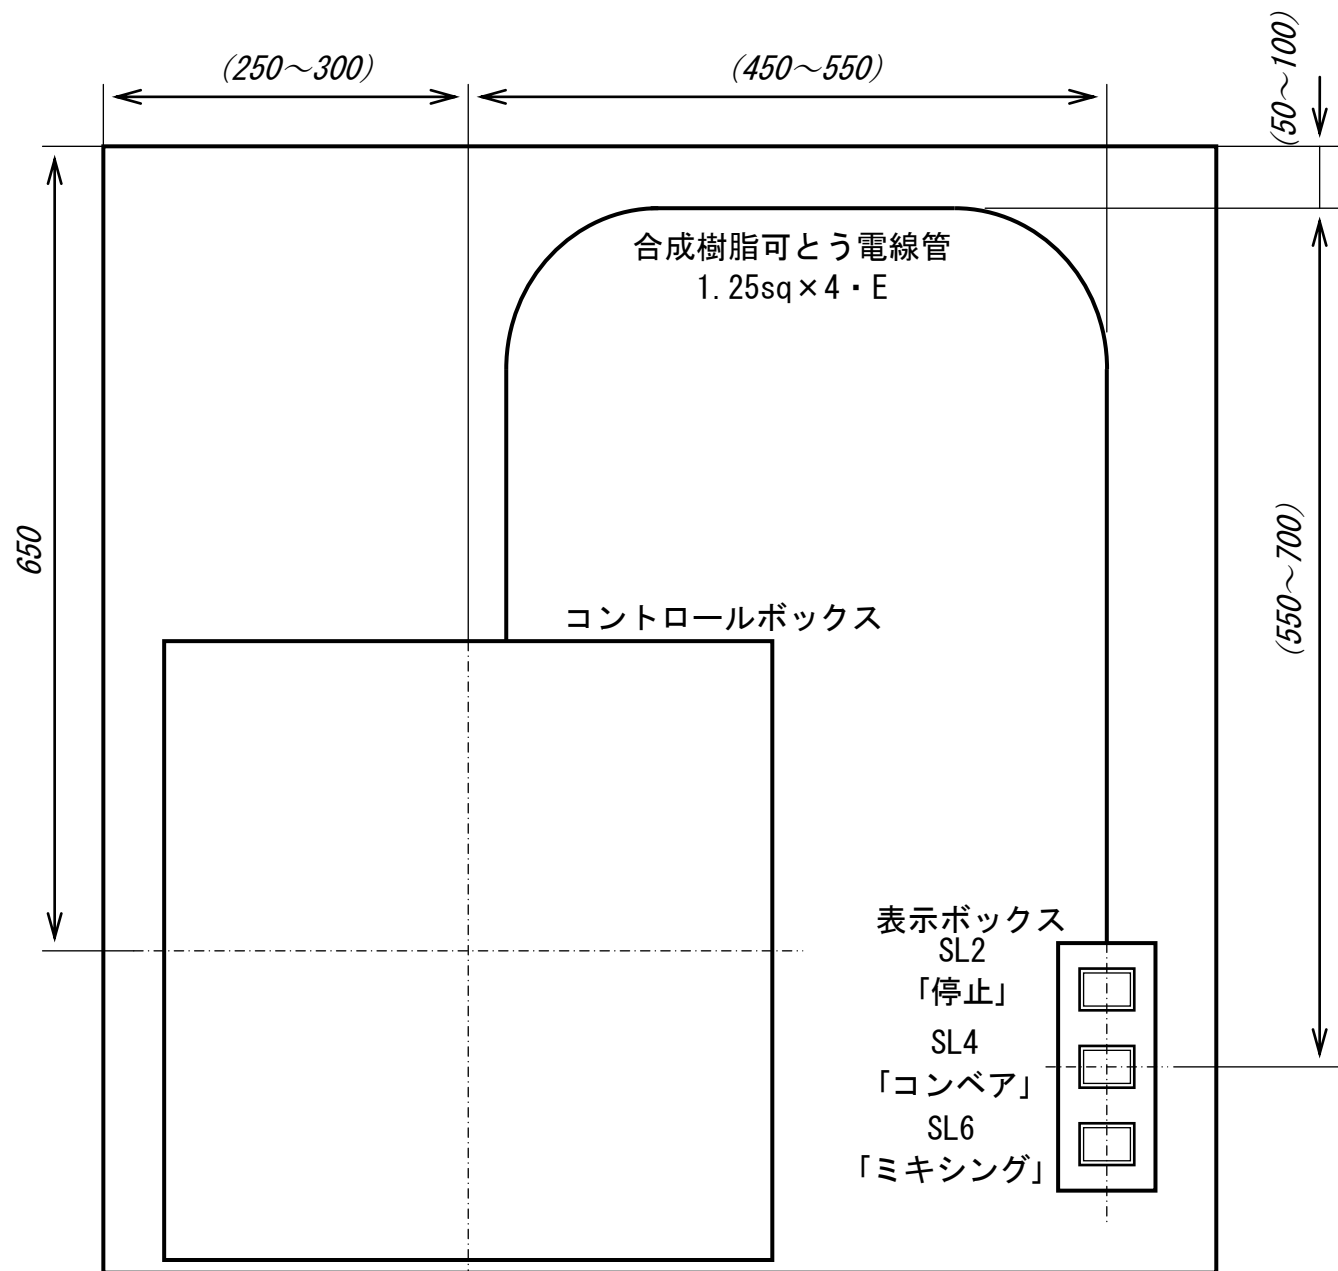 (250～300)
(450～550)
(50～100)
合成樹脂可とう電線管
1.25sq×4・E
650
(550～700)
コントロールボックス
表示ボックス
SL2
「停止」
SL4
「コンベア」
SL6
「ミキシング」